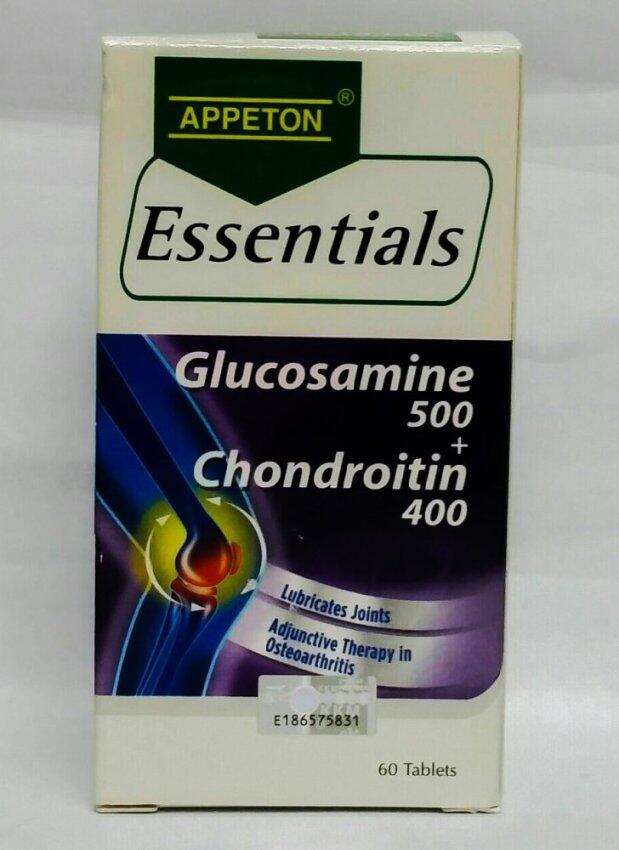 APPETON ®
Essentials
Glucosamine
500
+
Chondroitin
400
Lubricates Joints
Adjunctive Therapy in
Osteoarthritis
E186575831
60 Tablets